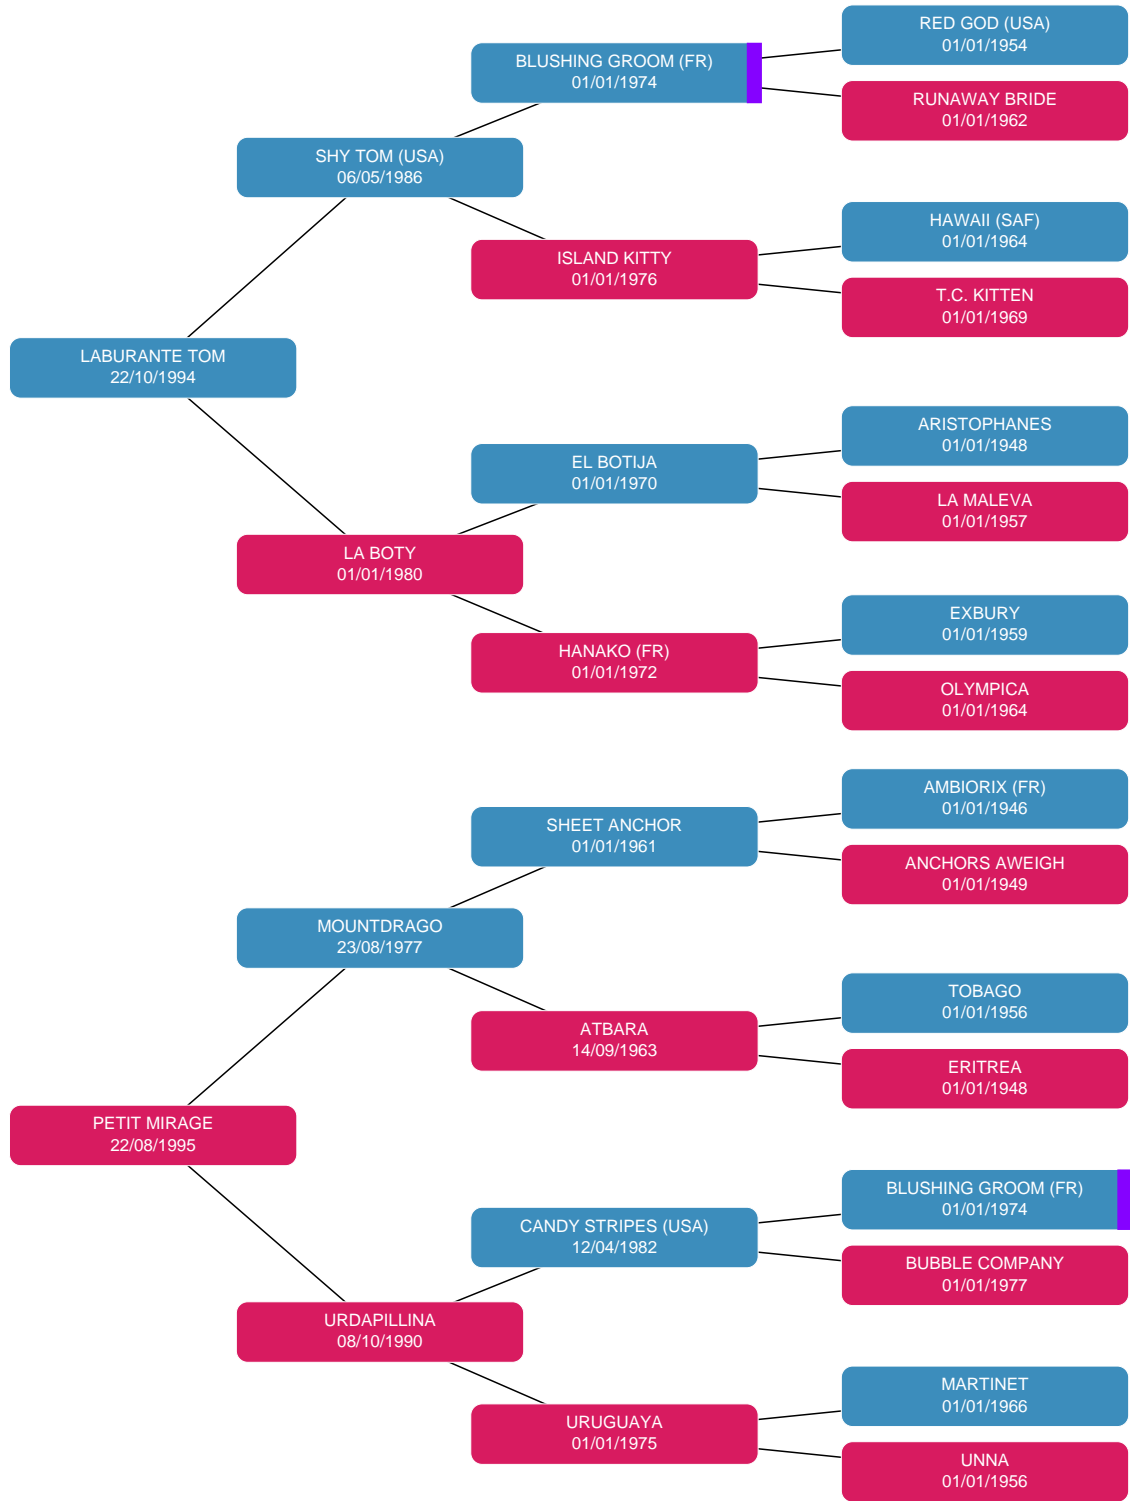 RED GOD (USA)
01/01/1954
BLUSHING GROOM (FR)
01/01/1974
RUNAWAY BRIDE
01/01/1962
SHY TOM (USA)
06/05/1986
HAWAII (SAF)
01/01/1964
ISLAND KITTY
01/01/1976
T.C. KITTEN
01/01/1969
LABURANTE TOM
22/10/1994
ARISTOPHANES
01/01/1948
EL BOTIJA
01/01/1970
LA MALEVA
01/01/1957
LA BOTY
01/01/1980
EXBURY
01/01/1959
HANAKO (FR)
01/01/1972
OLYMPICA
01/01/1964
AMBIORIX (FR)
01/01/1946
SHEET ANCHOR
01/01/1961
ANCHORS AWEIGH
01/01/1949
MOUNTDRAGO
23/08/1977
TOBAGO
01/01/1956
ATBARA
14/09/1963
ERITREA
01/01/1948
PETIT MIRAGE
22/08/1995
BLUSHING GROOM (FR)
01/01/1974
CANDY STRIPES (USA)
12/04/1982
BUBBLE COMPANY
01/01/1977
URDAPILLINA
08/10/1990
MARTINET
01/01/1966
URUGUAYA
01/01/1975
UNNA
01/01/1956